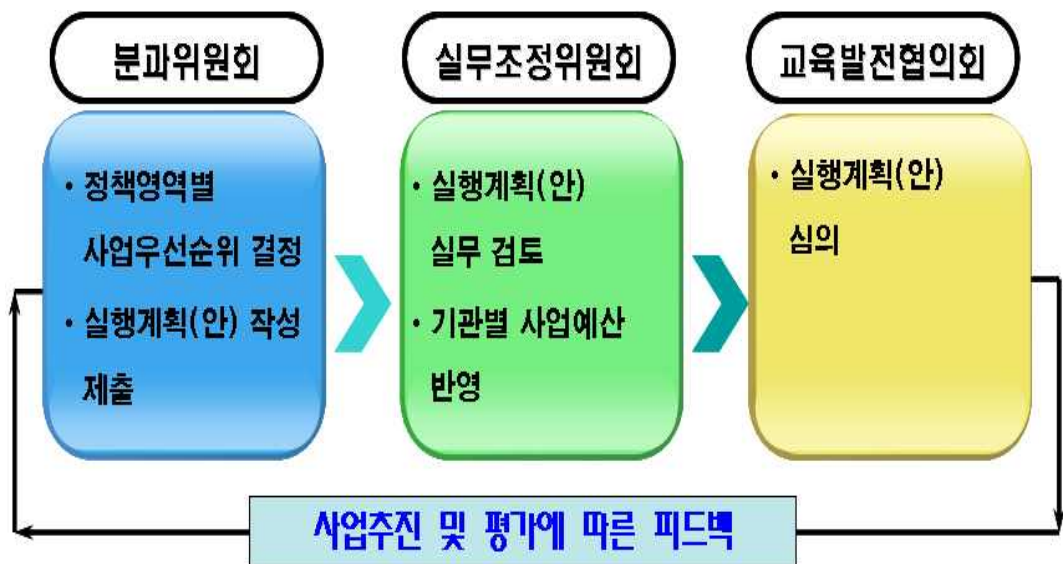 분과위원회
· 정책영역별
사업우선순위 결정
· 실행계획(안) 작성
제출
실무조정위원회
· 실행계획(안)
실무 검토
· 기관별 사업예산
반영
교육발전협의회
· 실행계획(안)
심의
사업추진 및 평가에 따른 피드백